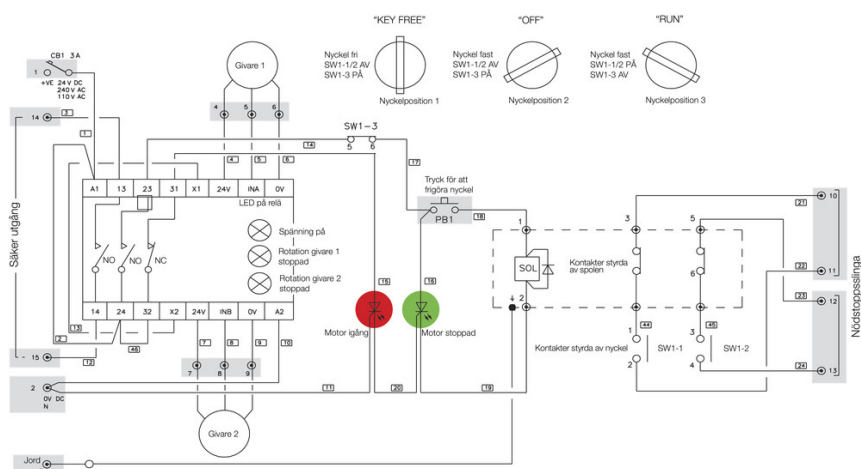 "KEY FREE"
"OFF"
"RUN"
Nyckel fri
SW1-1/2 AV
SW1-3 PÅ
Nyckelposition 1
Nyckel fast
SW1-1/2 AV
SW1-3 PÅ
Nyckelposition 2
Nyckel fast
SW1-1/2 PÅ
SW1-3 AV
Nyckelposition 3
CB1 3A
1
+VE 24V DC
240V AC
110V AC
Givare 1
4 5 6
14
3
1
14
SW1-3
5 6
17
4 5 6
A1 13 23 31 X1 24V INA 0V
LED på relä
Spänning på
Rotation givare 1
stoppad
Rotation givare 2
stoppad
NO NO NC
14 24 32 X2 24V INB 0V A2
Säker utgång
13
2
46
12
15
7 8 9 10
7 8 9
Givare 2
2
0V DC
N
11
20
19
Jord
Tryck för att
frigöra nyckel
PB1
18
15
16
Motor igång
Motor stoppad
1
SOL
2
3
5
6
Kontakter styrda
av spolen
Kontakter styrda av nyckel
1
44
SW1-1
2
3
45
SW1-2
4
21
10
22
11
23
12
24
13
Nödstoppsslinga